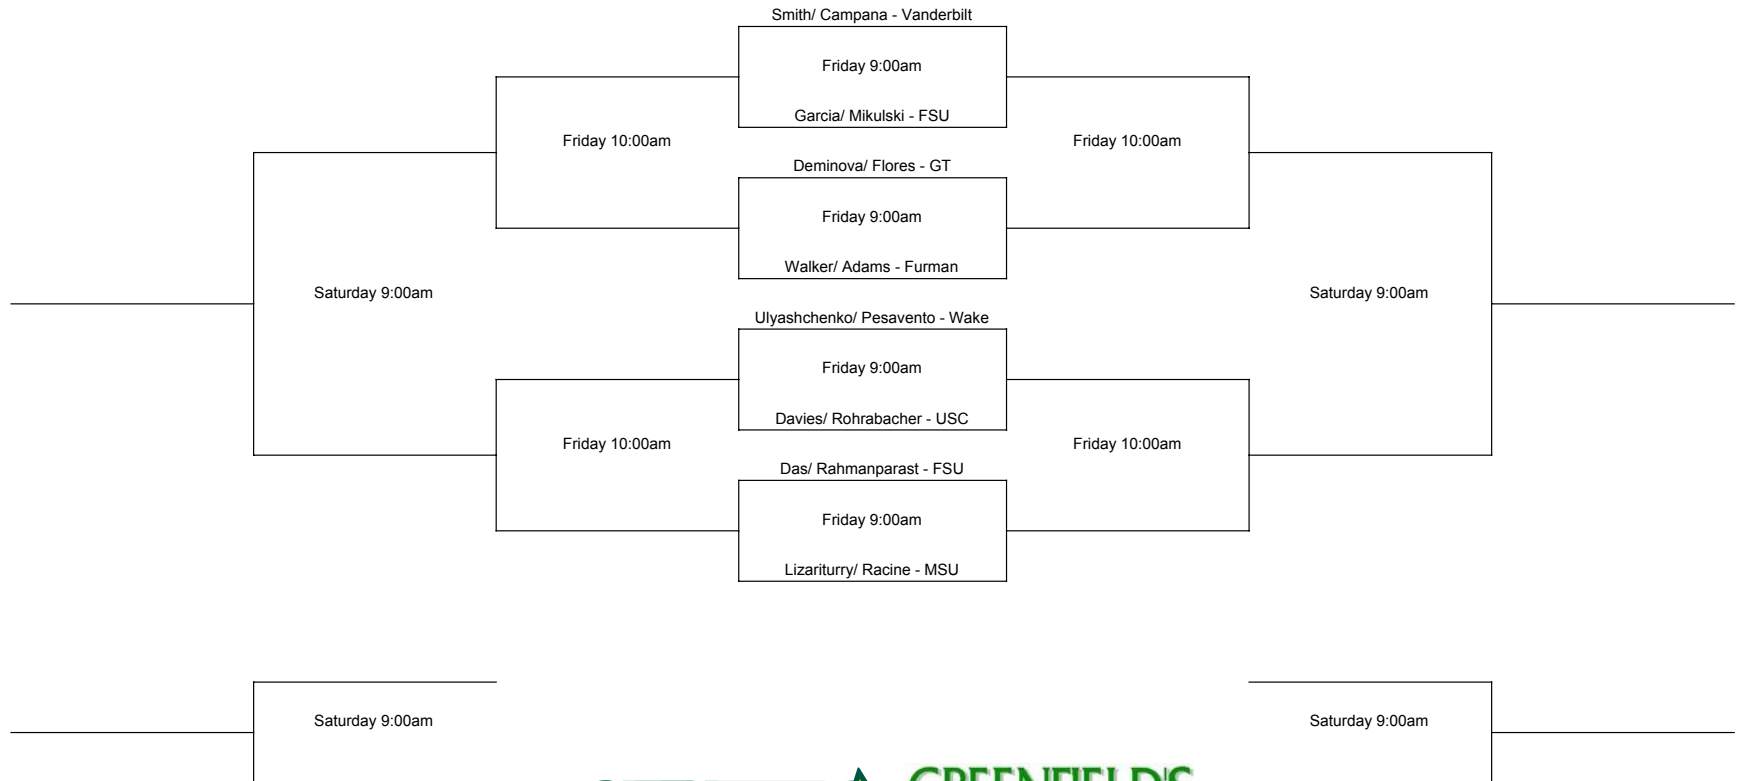 Smith/ Campana - Vanderbilt
Friday 9:00am
Garcia/ Mikulski - FSU
Friday 10:00am
Friday 10:00am
Deminova/ Flores - GT
Friday 9:00am
Walker/ Adams - Furman
Saturday 9:00am
Saturday 9:00am
Ulyashchenko/ Pesavento - Wake
Friday 9:00am
Davies/ Rohrabacher - USC
Friday 10:00am
Friday 10:00am
Das/ Rahmanparast - FSU
Friday 9:00am
Lizariturry/ Racine - MSU
Saturday 9:00am
Saturday 9:00am
GREENFIELD'S